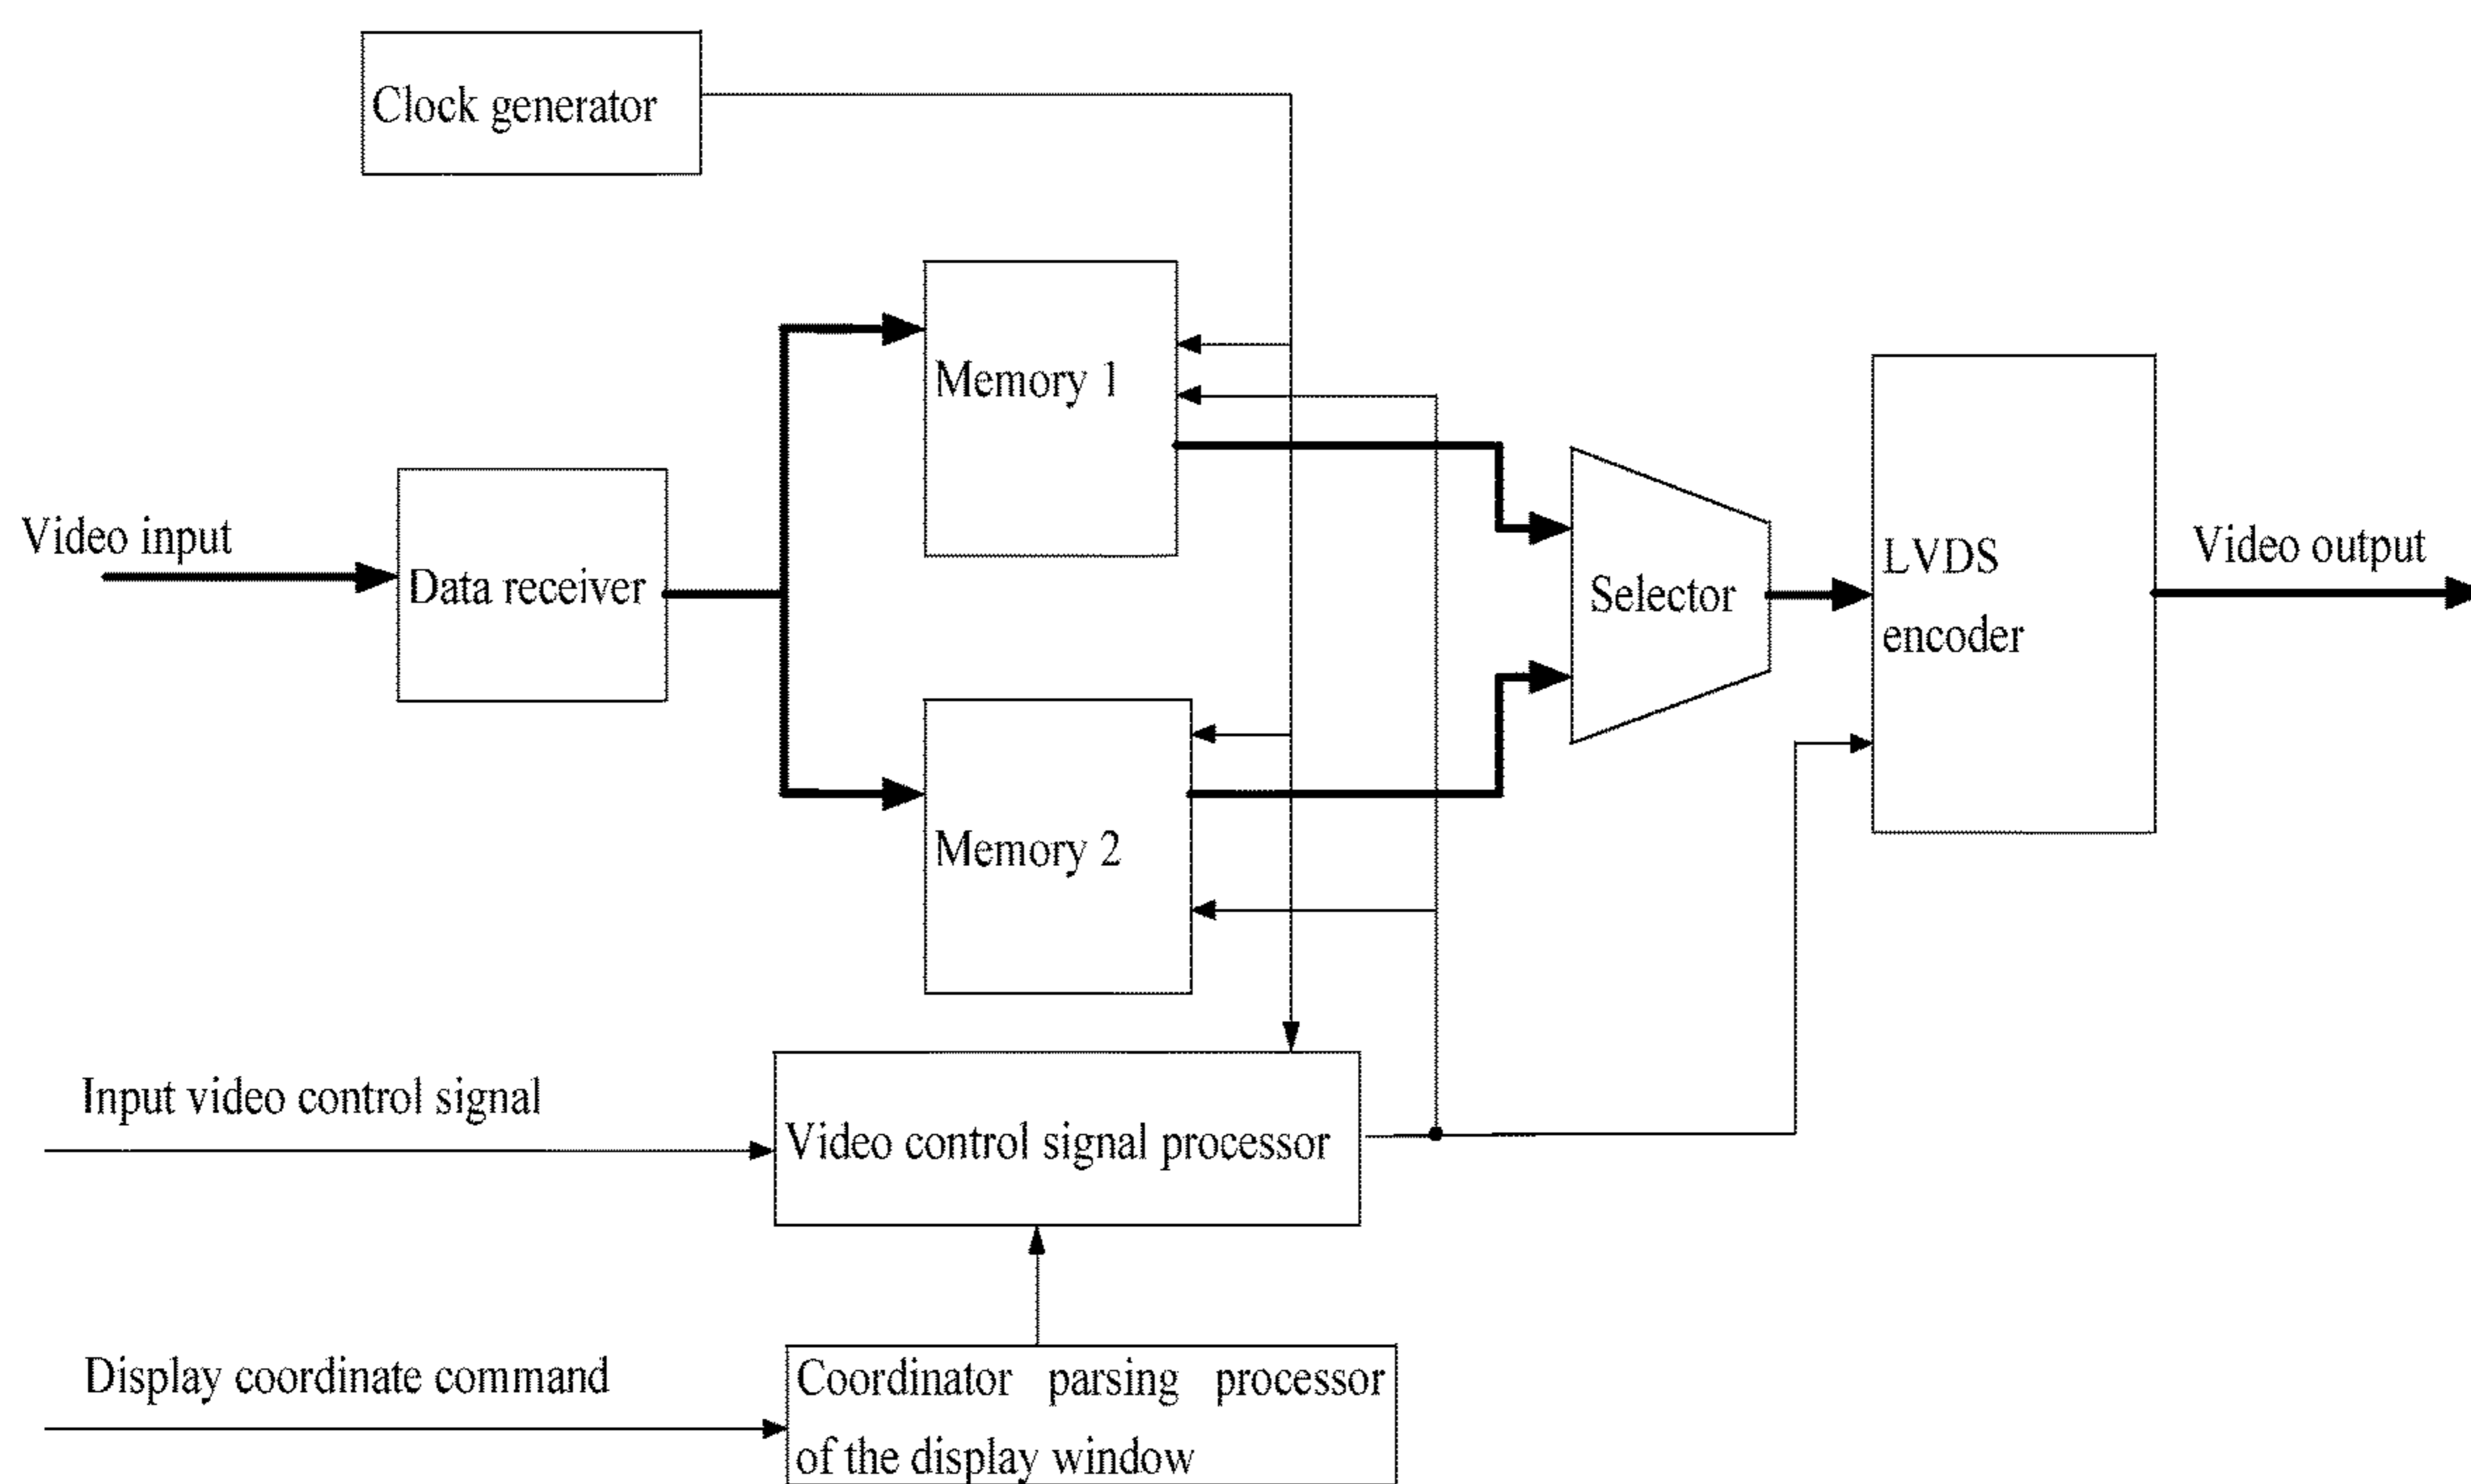 Clock generator
Memory 1
Video input
Data receiver
Selector
LVDS
encoder
Video output
Memory 2
Input video control signal
Video control signal processor
Display coordinate command
Coordinator parsing processor
of the display window